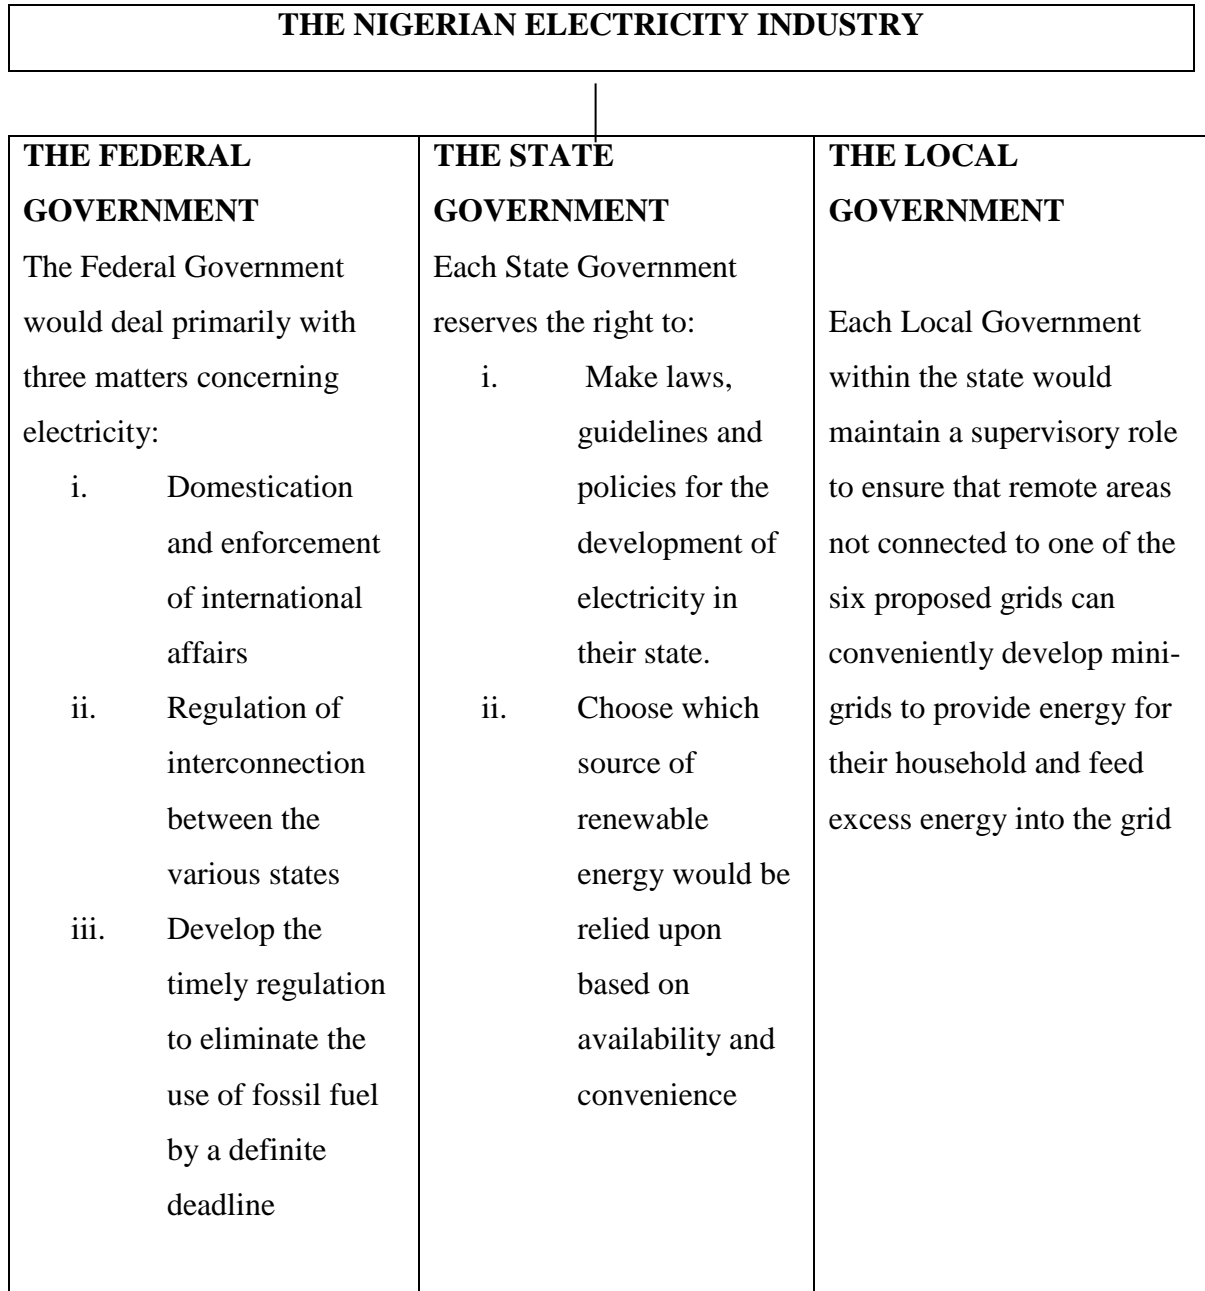 THE NIGERIAN ELECTRICITY INDUSTRY
THE FEDERAL
GOVERNMENT
The Federal Government
would deal primarily with
three matters concerning
electricity:
i. Domestication
and enforcement
of international
affairs
ii. Regulation of
interconnection
between the
various states
iii. Develop the
timely regulation
to eliminate the
use of fossil fuel
by a definite
deadline
THE STATE
GOVERNMENT
Each State Government
reserves the right to:
i. Make laws,
guidelines and
policies for the
development of
electricity in
their state.
ii. Choose which
source of
renewable
energy would be
relied upon
based on
availability and
convenience
THE LOCAL
GOVERNMENT
Each Local Government
within the state would
maintain a supervisory role
to ensure that remote areas
not connected to one of the
six proposed grids can
conveniently develop mini-
grids to provide energy for
their household and feed
excess energy into the grid